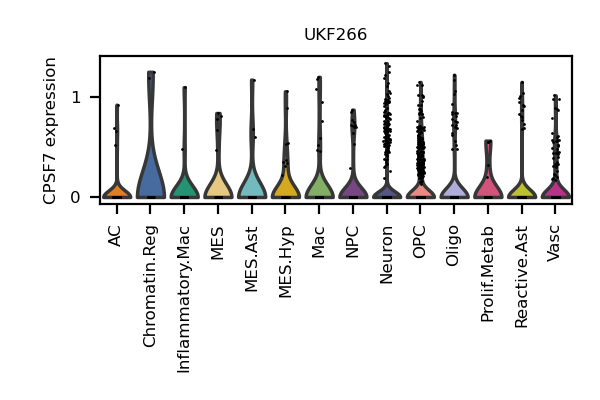 UKF266
CPSF7 expression
1
0
AC
Chromatin.Reg
Inflammatory.Mac
MES
MES.Ast
MES.Hyp
Mac
NPC
Neuron
OPC
Oligo
Prolif.Metab
Reactive.Ast
Vasc